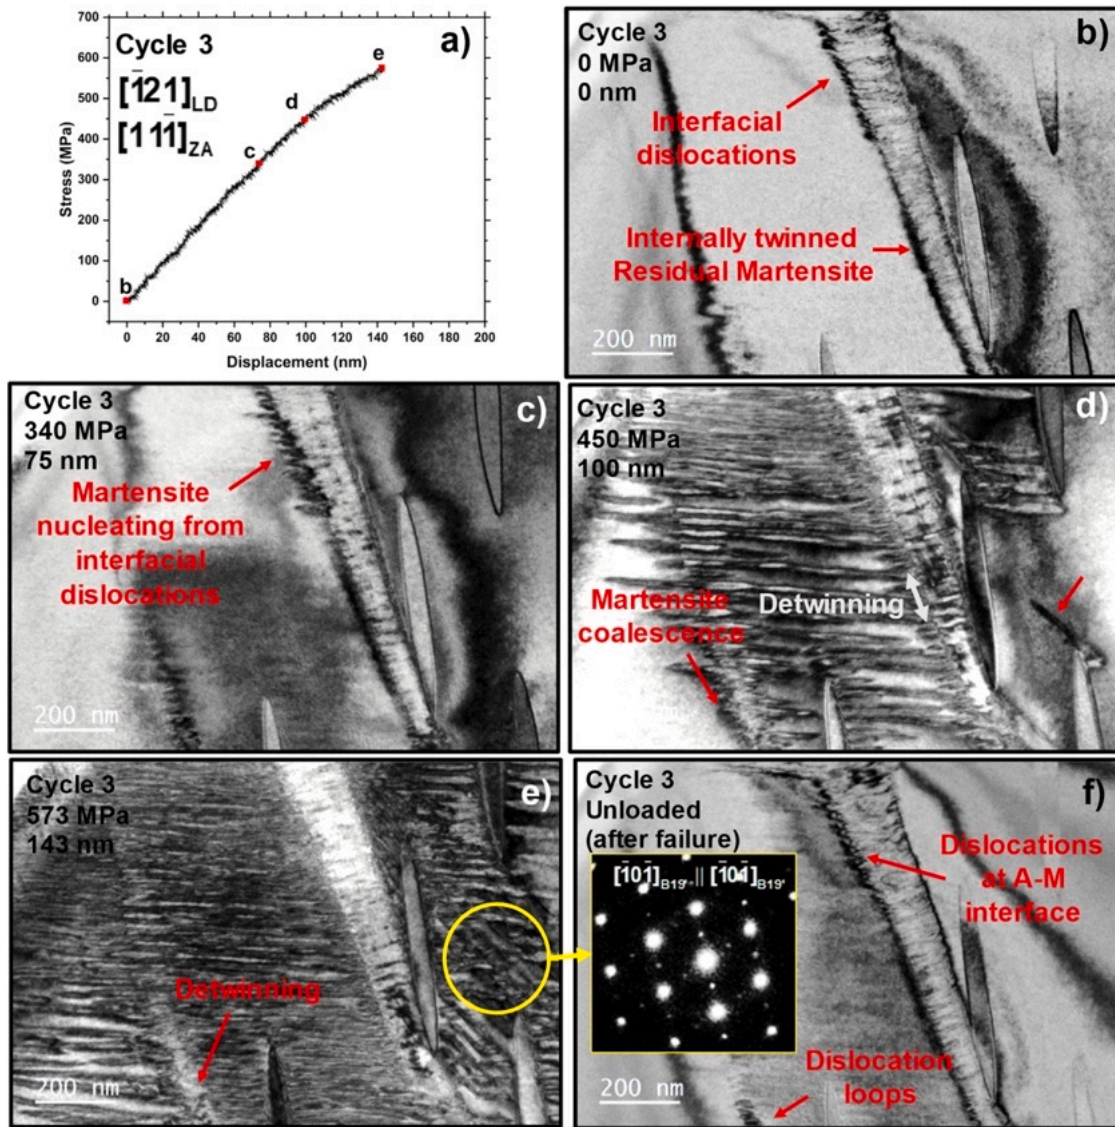 a)
Cycle 3
[1̄21]LD
[1 11̄]ZA
Stress (MPa)
700
600
500
400
300
200
100
0
b
c
d
e
0 20 40 60 80 100 120 140 160 180 200
Displacement (nm)
b)
Cycle 3
0 MPa
0 nm
Interfacial
dislocations
Internally twinned
Residual Martensite
200 nm
c)
Cycle 3
340 MPa
75 nm
Martensite
nucleating from
interfacial
dislocations
200 nm
d)
Cycle 3
450 MPa
100 nm
Martensite
coalescence
Detwinning
200 nm
e)
Cycle 3
573 MPa
143 nm
Detwinning
200 nm
f)
Cycle 3
Unloaded
(after failure)
[1̄01̄]B19' || [1̄01̄]B19'
Dislocations
at A-M
interface
Dislocation
loops
200 nm